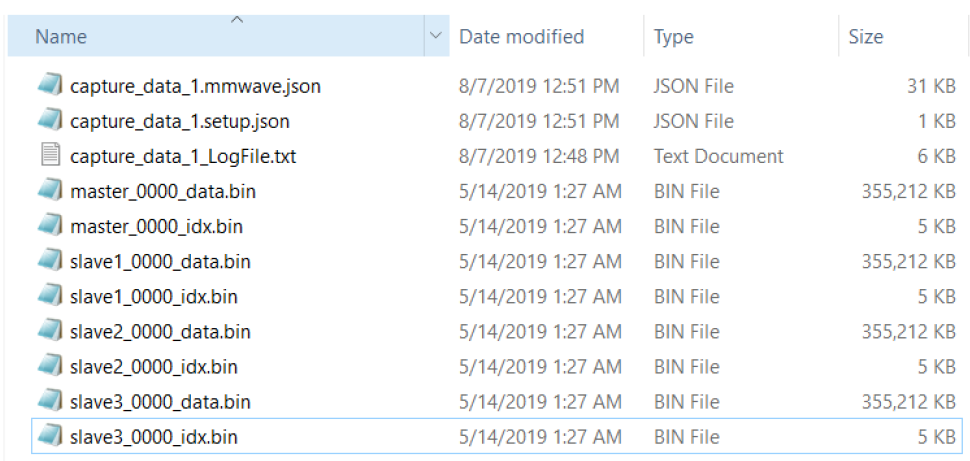 Name Date modified Type Size
capture_data_1.mmwave.json 8/7/2019 12:51 PM JSON File 31 KB
capture_data_1.setup.json 8/7/2019 12:51 PM JSON File 1 KB
capture_data_1_LogFile.txt 8/7/2019 12:48 PM Text Document 6 KB
master_0000_data.bin 5/14/2019 1:27 AM BIN File 355,212 KB
master_0000_idx.bin 5/14/2019 1:27 AM BIN File 5 KB
slave1_0000_data.bin 5/14/2019 1:27 AM BIN File 355,212 KB
slave1_0000_idx.bin 5/14/2019 1:27 AM BIN File 5 KB
slave2_0000_data.bin 5/14/2019 1:27 AM BIN File 355,212 KB
slave2_0000_idx.bin 5/14/2019 1:27 AM BIN File 5 KB
slave3_0000_data.bin 5/14/2019 1:27 AM BIN File 355,212 KB
slave3_0000_idx.bin 5/14/2019 1:27 AM BIN File 5 KB